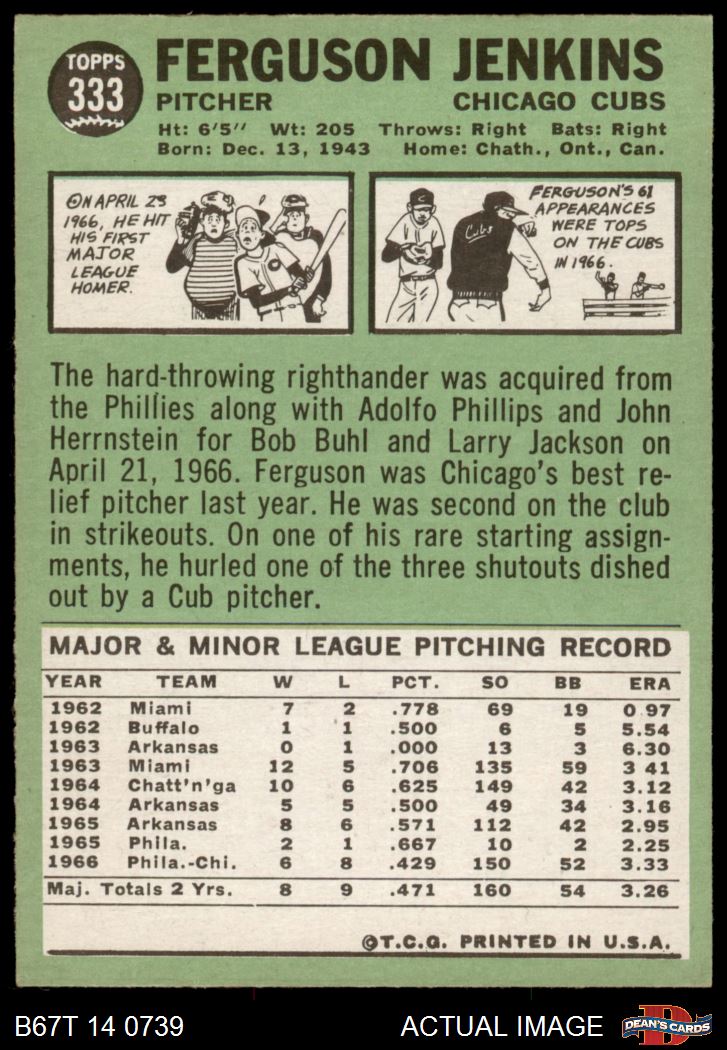 TOPPS
333
FERGUSON JENKINS
PITCHER CHICAGO CUBS
Ht: 6'5" Wt: 205 Throws: Right Bats: Right
Born: Dec. 13, 1943 Home: Chath., Ont., Can.
ON APRIL 23
1966, HE HIT
HIS FIRST
MAJOR
LEAGUE
HOMER.
C
C
Cubs
FERGUSON'S 61
APPEARANCES
WERE TOPS
ON THE CUBS
IN 1966.
The hard-throwing righthander was acquired from
the Phillies along with Adolfo Phillips and John
Herrnstein for Bob Buhl and Larry Jackson on
April 21, 1966. Ferguson was Chicago's best re-
lief pitcher last year. He was second on the club
in strikeouts. On one of his rare starting assign-
ments, he hurled one of the three shutouts dished
out by a Cub pitcher.
MAJOR & MINOR LEAGUE PITCHING RECORD
YEAR TEAM W L PCT. SO BB ERA
1962 Miami 7 2 .778 69 19 0.97
1962 Buffalo 1 1 .500 6 5 5.54
1963 Arkansas 0 1 .000 13 3 6.30
1963 Miami 12 5 .706 135 59 3 41
1964 Chatt'n'ga 10 6 .625 149 42 3.12
1964 Arkansas 5 5 .500 49 34 3.16
1965 Arkansas 8 6 .571 112 42 2.95
1965 Phila. 2 1 .667 10 2 2.25
1966 Phila.-Chi. 6 8 .429 150 52 3.33
Maj. Totals 2 Yrs. 8 9 .471 160 54 3.26
©T.C.G. PRINTED IN U.S.A.
B67T 14 0739 ACTUAL IMAGE
D
DEAN'S CARDS